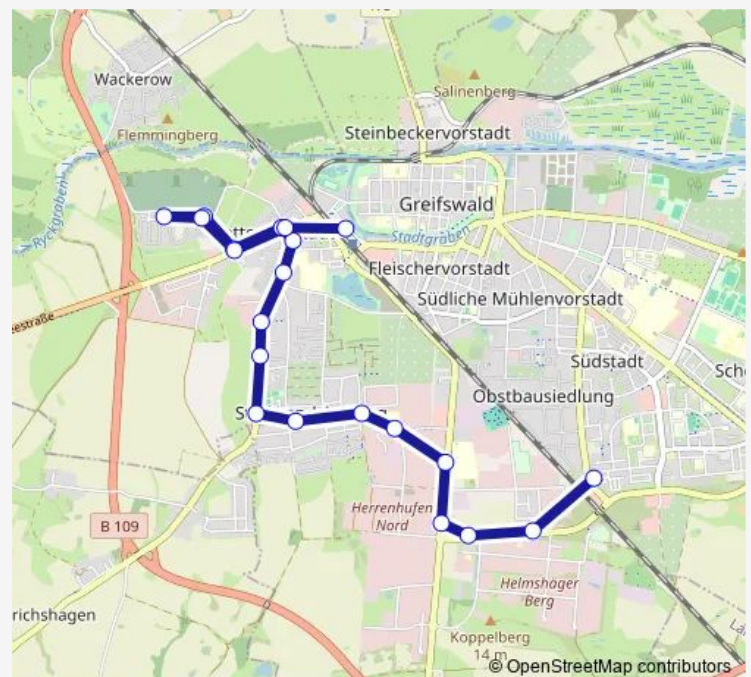 Wackerow
Salinenberg
Flemmingberg
Steinbeckervorstadt
Ryckgraben
Greifswald
Stadtgraben
Fleischervorstadt
Südliche Mühlenvorstadt
Südstadt
Obstbausiedlung
Herrenhufen
Nord
B 109
Helmshager
Berg
richshagen
Koppelberg
14 m
© OpenStreetMap contributors